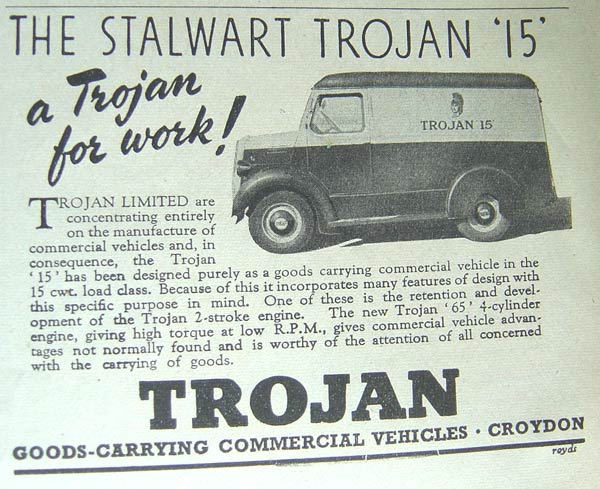 THE STALWART TROJAN '15'
a Trojan
for work!
TROJAN '15'
TROJAN LIMITED are
concentrating entirely
on the manufacture of
commercial vehicles and, in
consequence, the Trojan
'15' has been designed purely as a goods carrying commercial vehicle in the
15 cwt. load class. Because of this it incorporates many features of design with
this specific purpose in mind. One of these is the retention and devel-
opment of the Trojan 2-stroke engine. The new Trojan '65' 4-cylinder
engine, giving high torque at low R.P.M., gives commercial vehicle advan-
tages not normally found and is worthy of the attention of all concerned
with the carrying of goods.
TROJAN
GOODS-CARRYING COMMERCIAL VEHICLES · CROYDON
royds